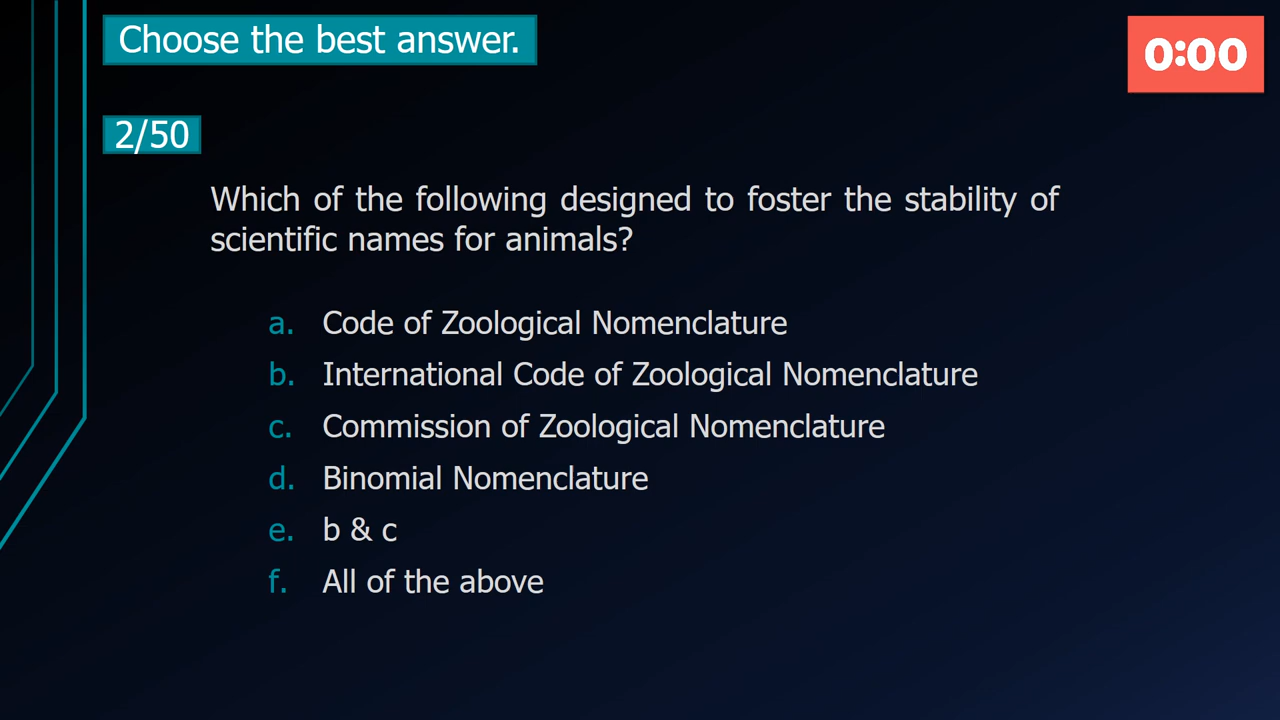 Choose the best answer.
0:00
2/50
Which of the following designed to foster the stability of
scientific names for animals?
a. Code of Zoological Nomenclature
b. International Code of Zoological Nomenclature
c. Commission of Zoological Nomenclature
d. Binomial Nomenclature
e. b & c
f. All of the above